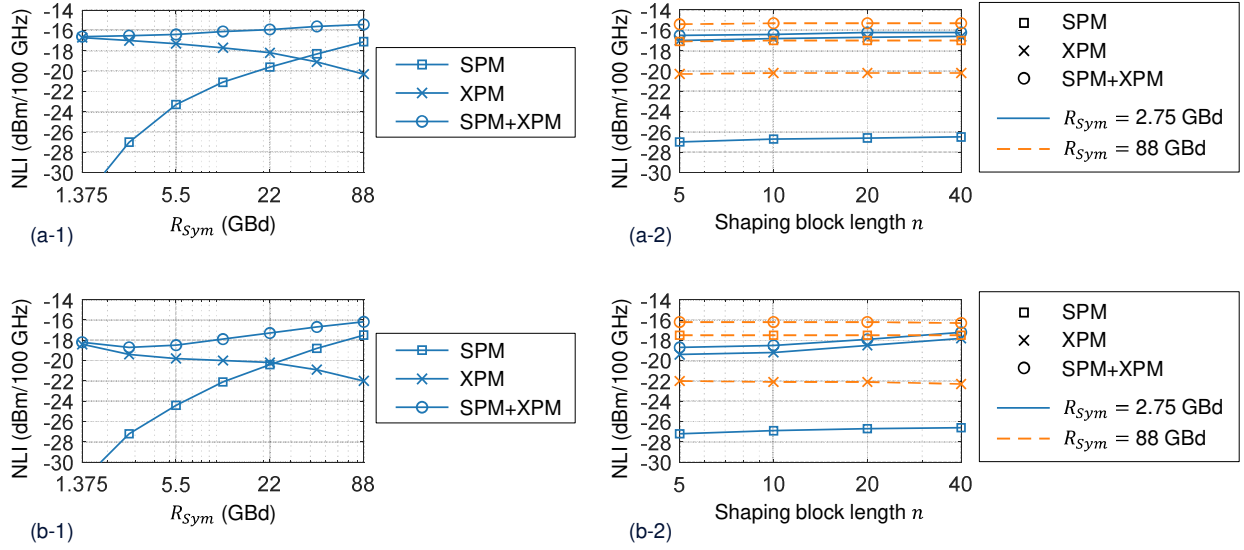 NLI (dBm/100 GHz)
-14
-16
-18
-20
-22
-24
-26
-28
-30
1.375
5.5
22
88
R_Sym (GBd)
(a-1)
SPM
XPM
SPM+XPM
NLI (dBm/100 GHz)
-14
-16
-18
-20
-22
-24
-26
-28
-30
5
10
20
40
Shaping block length n
(a-2)
SPM
XPM
SPM+XPM
R_Sym = 2.75 GBd
R_Sym = 88 GBd
NLI (dBm/100 GHz)
-14
-16
-18
-20
-22
-24
-26
-28
-30
1.375
5.5
22
88
R_Sym (GBd)
(b-1)
SPM
XPM
SPM+XPM
NLI (dBm/100 GHz)
-14
-16
-18
-20
-22
-24
-26
-28
-30
5
10
20
40
Shaping block length n
(b-2)
SPM
XPM
SPM+XPM
R_Sym = 2.75 GBd
R_Sym = 88 GBd